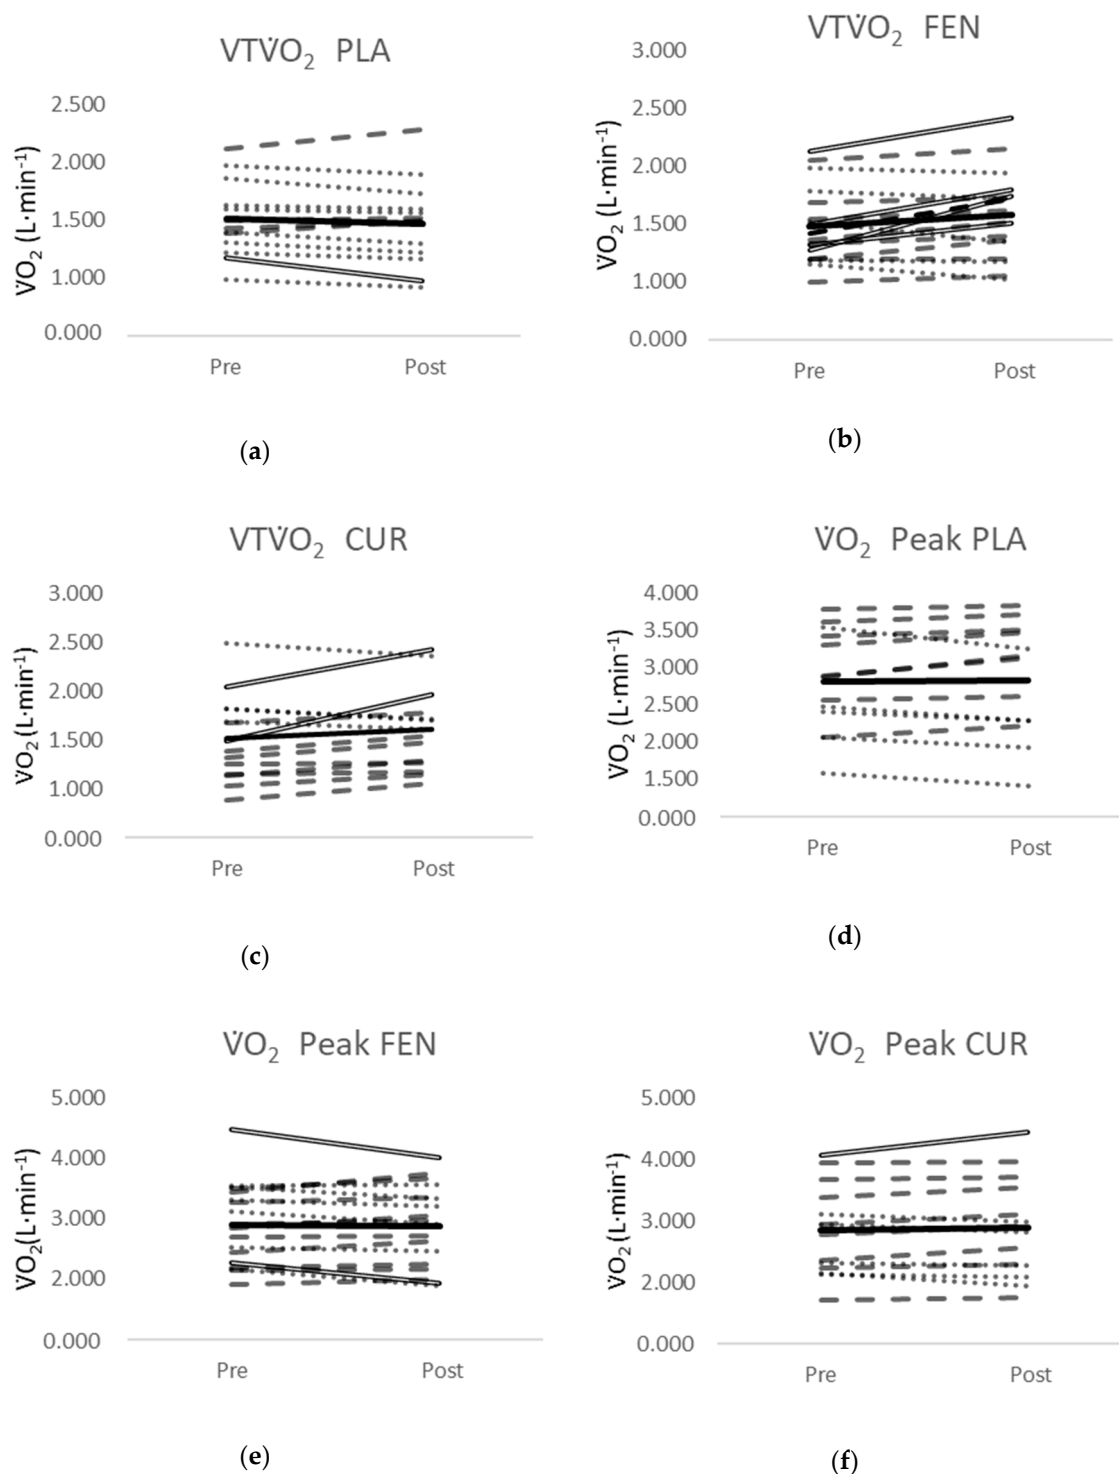 VTV̇O₂ PLA
2.500
2.000
1.500
1.000
0.000
V̇O₂ (L·min⁻¹)
Pre Post
(a)
VTV̇O₂ FEN
3.000
2.500
2.000
1.500
1.000
0.000
V̇O₂ (L·min⁻¹)
Pre Post
(b)
VTV̇O₂ CUR
3.000
2.500
2.000
1.500
1.000
0.000
V̇O₂ (L·min⁻¹)
Pre Post
(c)
V̇O₂ Peak PLA
4.000
3.500
3.000
2.500
2.000
1.500
0.000
V̇O₂ (L·min⁻¹)
Pre Post
(d)
V̇O₂ Peak FEN
5.000
4.000
3.000
2.000
0.000
V̇O₂(L·min⁻¹)
Pre Post
(e)
V̇O₂ Peak CUR
5.000
4.000
3.000
2.000
0.000
V̇O₂ (L·min⁻¹)
Pre Post
(f)